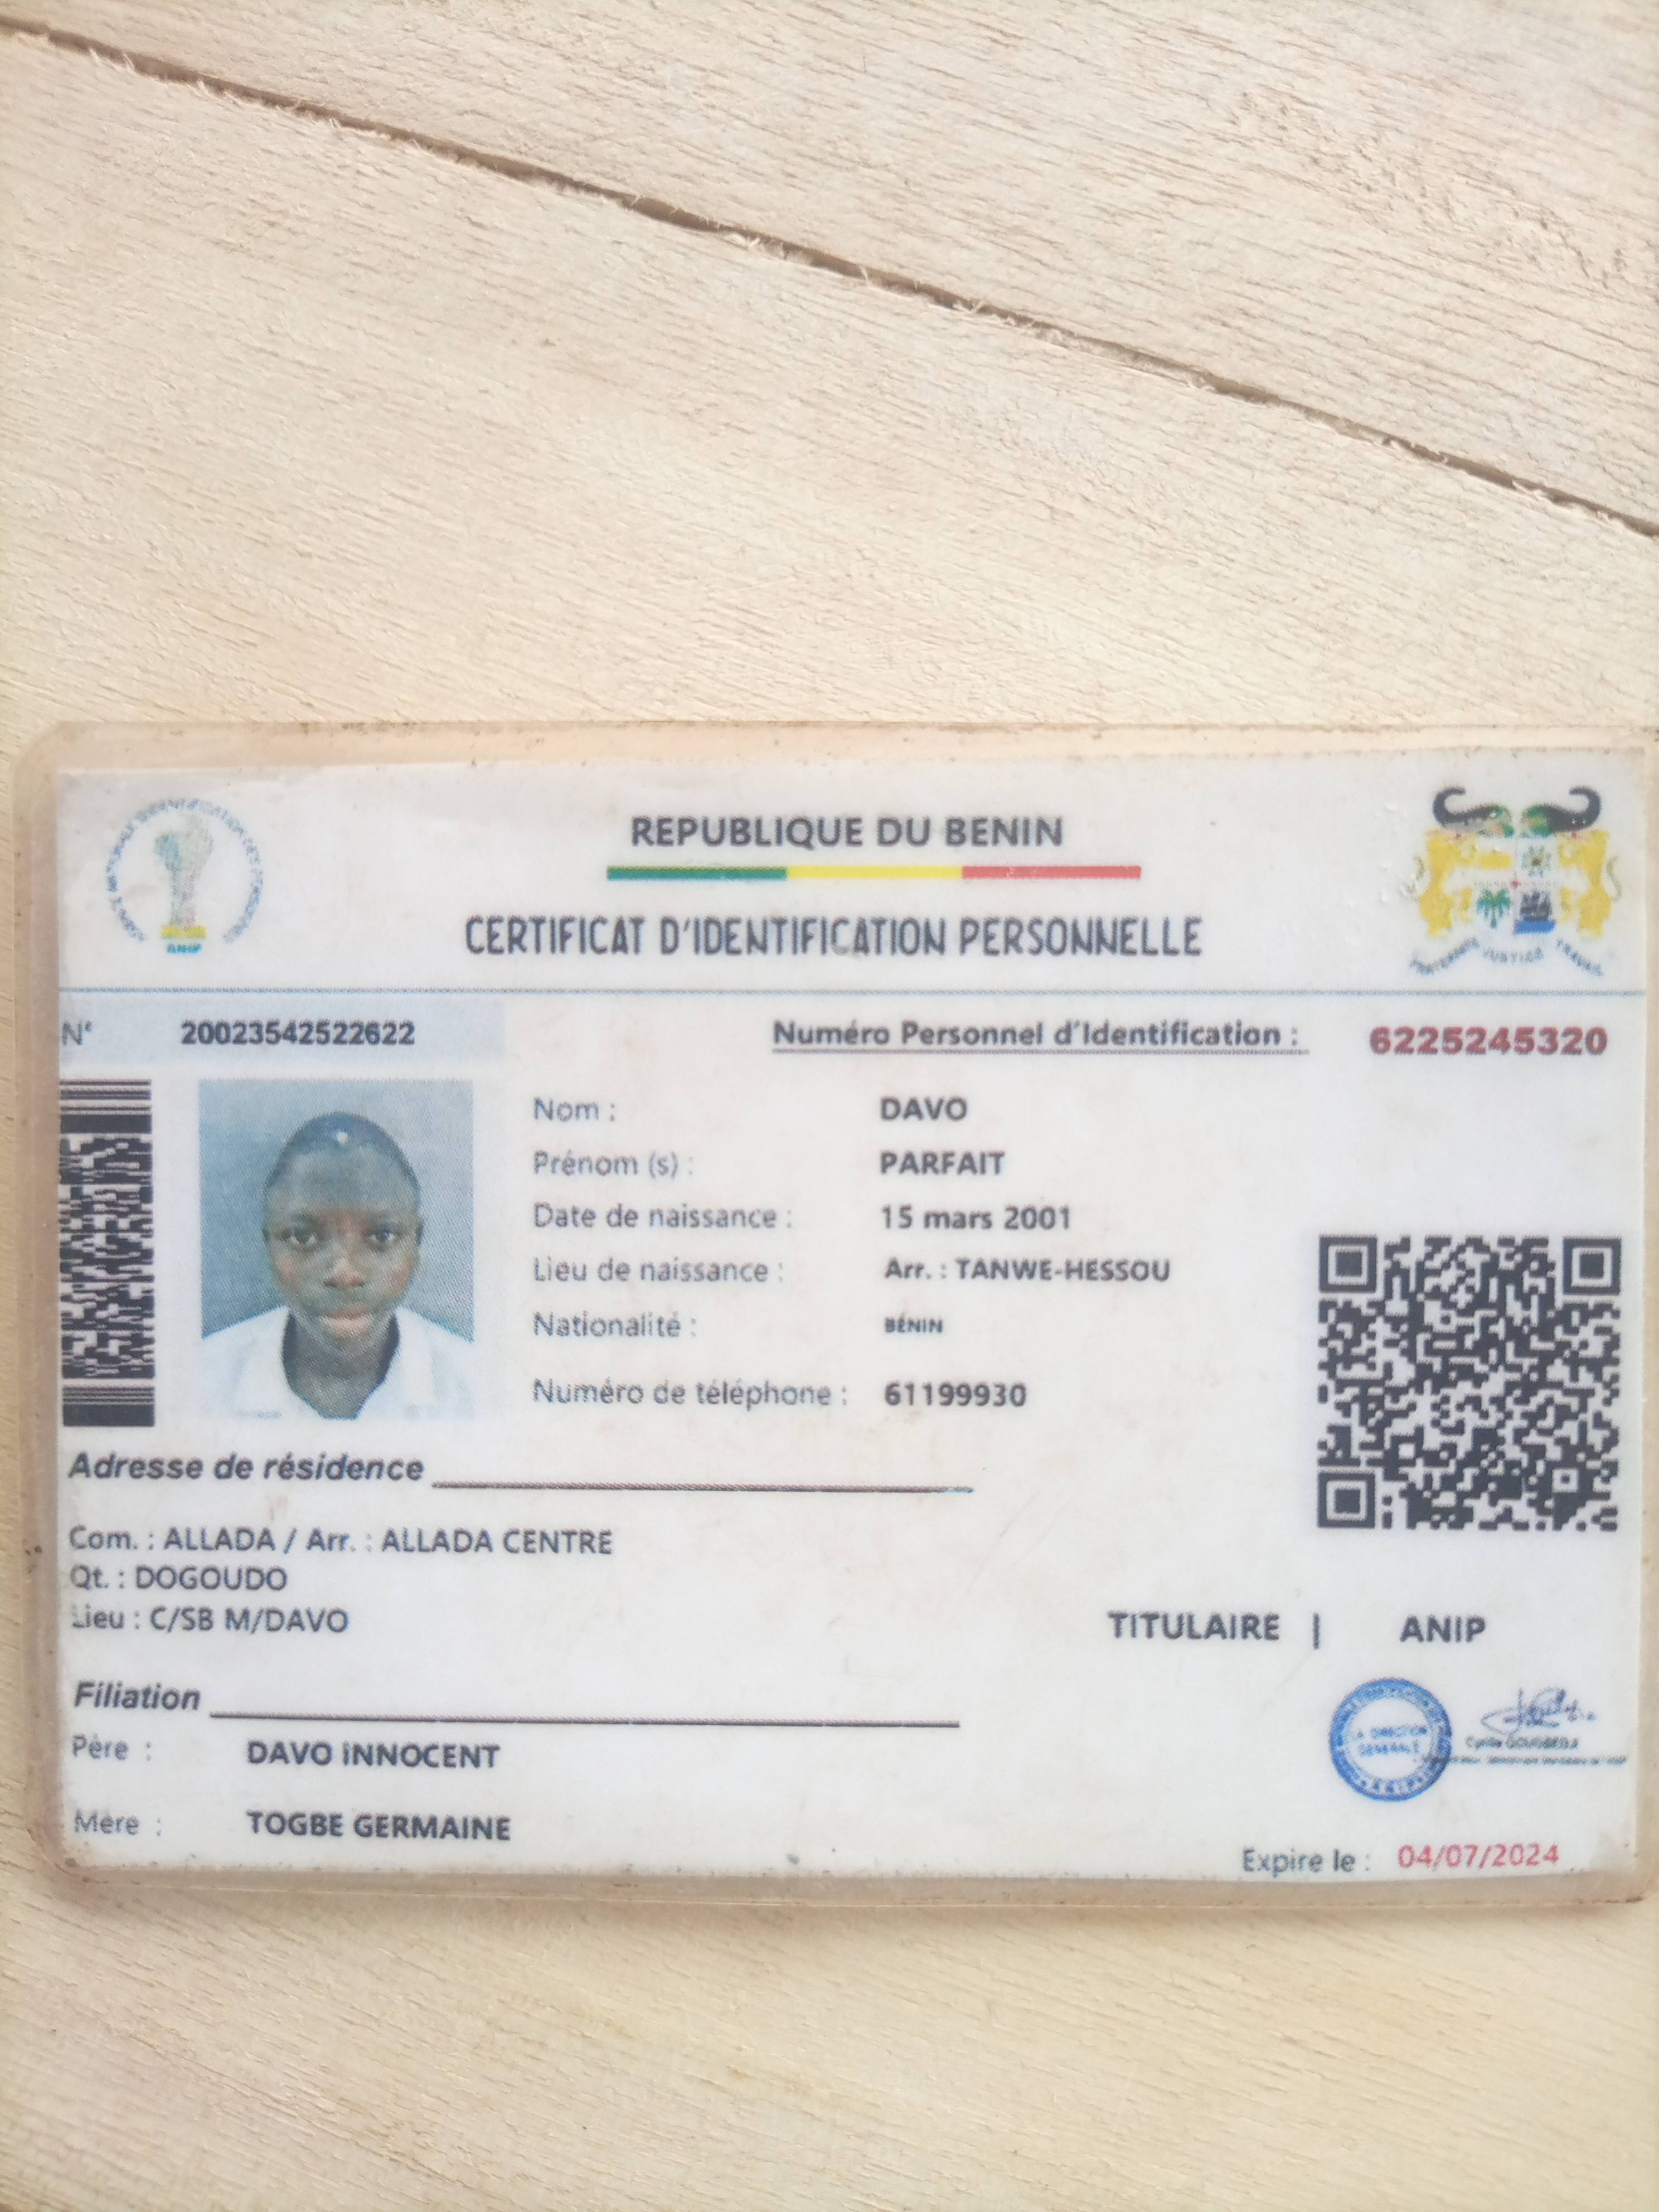 REPUBLIQUE DU BENIN
CERTIFICAT D'IDENTIFICATION PERSONNELLE
ANIP
FRATERNITE JUSTICE TRAVAIL
N° 20023542522622 Numéro Personnel d'Identification : 6225245320
Nom : DAVO
Prénom (s) : PARFAIT
Date de naissance : 15 mars 2001
Lieu de naissance : Arr. : TANWE-HESSOU
Nationalité : BÉNIN
Numéro de téléphone : 61199930
Adresse de résidence
Com. : ALLADA / Arr. : ALLADA CENTRE
Qt. : DOGOUDO
Lieu : C/SB M/DAVO
TITULAIRE | ANIP
Filiation
Père : DAVO INNOCENT
Mère : TOGBE GERMAINE
LA DIRECTION
GENERALE
Expire le : 04/07/2024